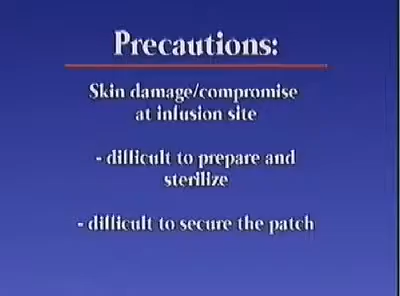 Precautions:
Skin damage/compromise
at infusion site
- difficult to prepare and
sterilize
- difficult to secure the patch